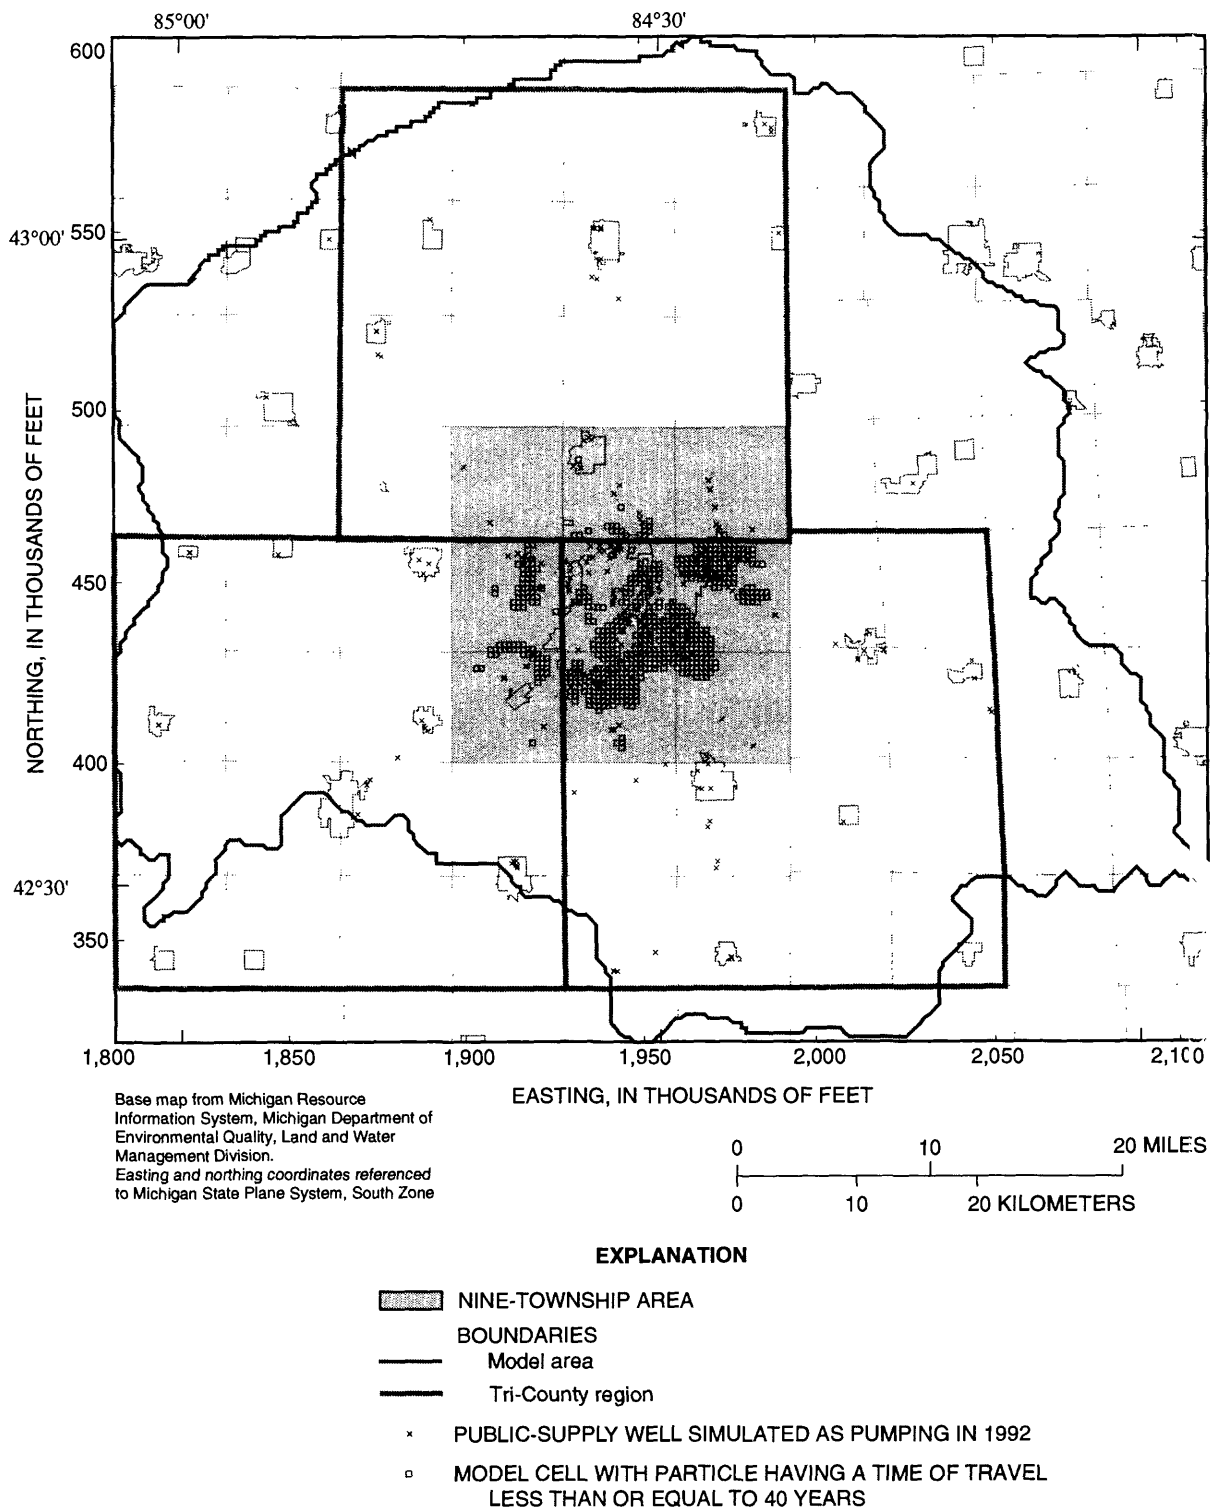 85°00'
84°30'
600
550
43°00'
500
450
400
42°30'
350
NORTHING, IN THOUSANDS OF FEET
1,800
1,850
1,900
1,950
2,000
2,050
2,100
EASTING, IN THOUSANDS OF FEET
Base map from Michigan Resource
Information System, Michigan Department of
Environmental Quality, Land and Water
Management Division.
Easting and northing coordinates referenced
to Michigan State Plane System, South Zone
0 10 20 MILES
0 10 20 KILOMETERS
EXPLANATION
NINE-TOWNSHIP AREA
BOUNDARIES
Model area
Tri-County region
PUBLIC-SUPPLY WELL SIMULATED AS PUMPING IN 1992
MODEL CELL WITH PARTICLE HAVING A TIME OF TRAVEL
LESS THAN OR EQUAL TO 40 YEARS